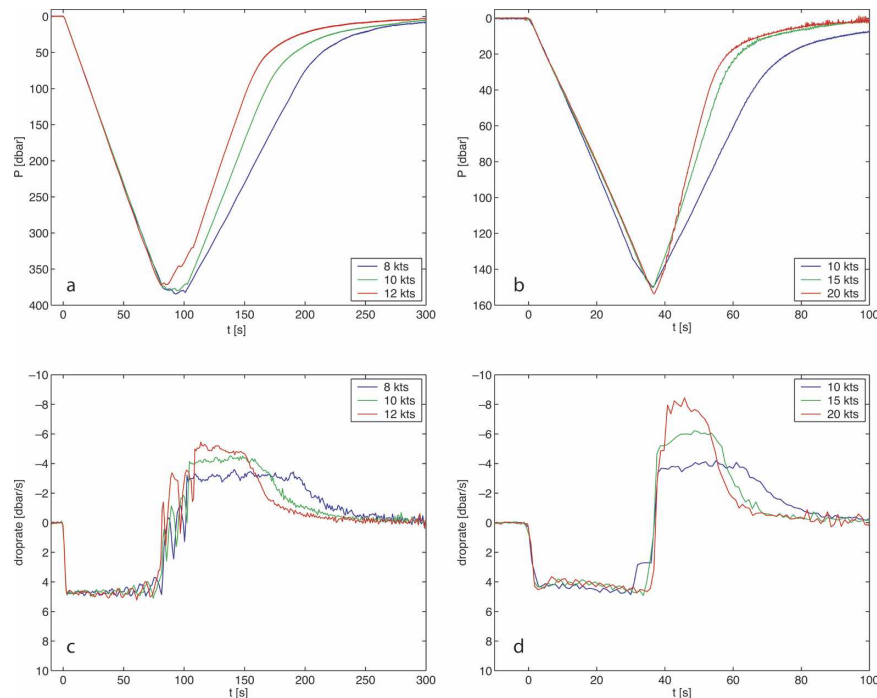 0
50
100
150
200
250
300
350
400
P [dbar]
a
8 kts
10 kts
12 kts
0 50 100 150 200 250 300
t [s]
0
20
40
60
80
100
120
140
160
P [dbar]
b
10 kts
15 kts
20 kts
0 20 40 60 80 100
t [s]
−10
−8
−6
−4
−2
0
2
4
6
8
10
droprate [dbar/s]
8 kts
10 kts
12 kts
c
0 50 100 150 200 250 300
t [s]
−10
−8
−6
−4
−2
0
2
4
6
8
10
droprate [dbar/s]
10 kts
15 kts
20 kts
d
0 20 40 60 80 100
t [s]